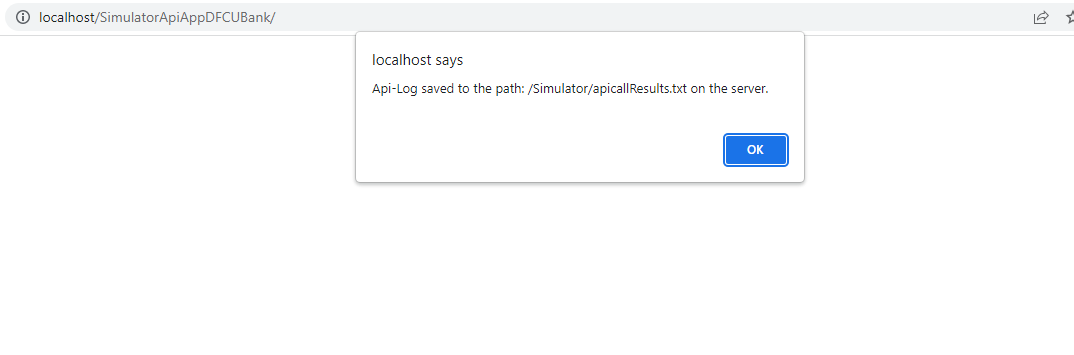 localhost/SimulatorApiAppDFCUBank/
localhost says
Api-Log saved to the path: /Simulator/apicallResults.txt on the server.
OK